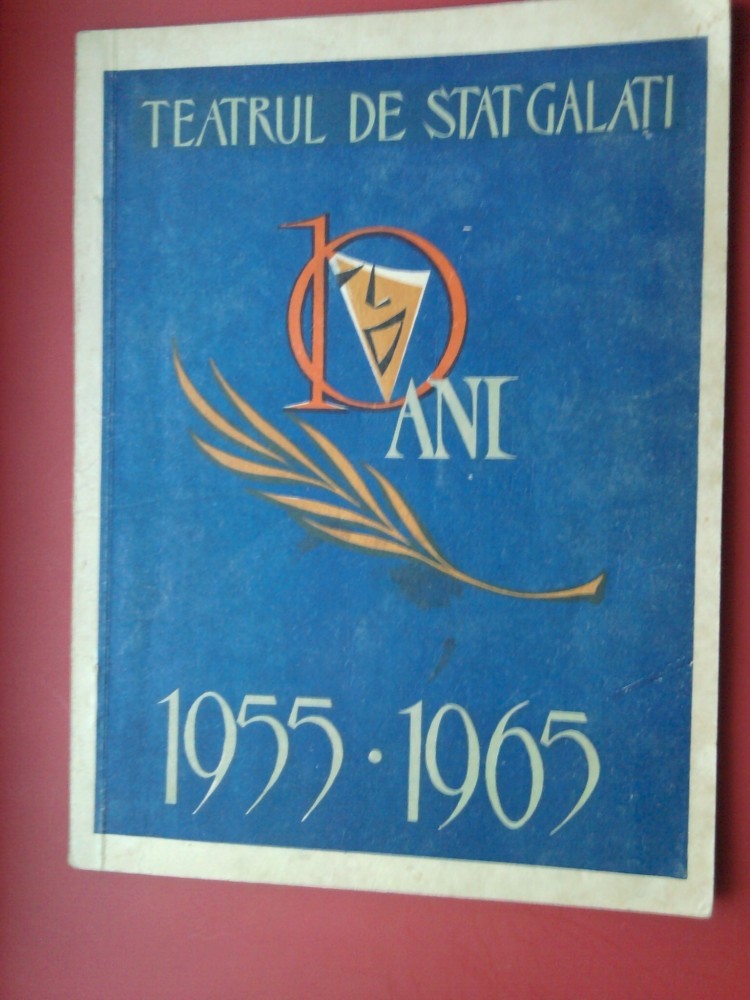 TEATRUL DE STAT GALAȚI
10
ANI
1955 • 1965